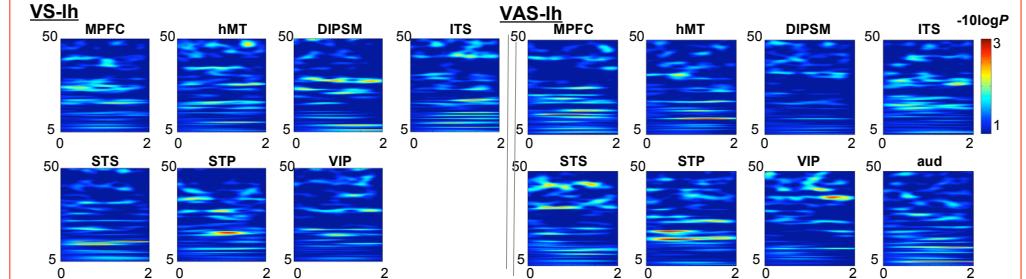 VS-lh
VAS-lh
-10logP
MPFC hMT DIPSM ITS MPFC hMT DIPSM ITS
50 50 50 50 50 50 50 50 3
5 5 5 5 5 5 5 5 1
0 2 0 2 0 2 0 2 0 2 0 2 0 2 0 2
STS STP VIP STS STP VIP aud
50 50 50 50 50 50 50
5 5 5 5 5 5 5
0 2 0 2 0 2 0 2 0 2 0 2 0 2